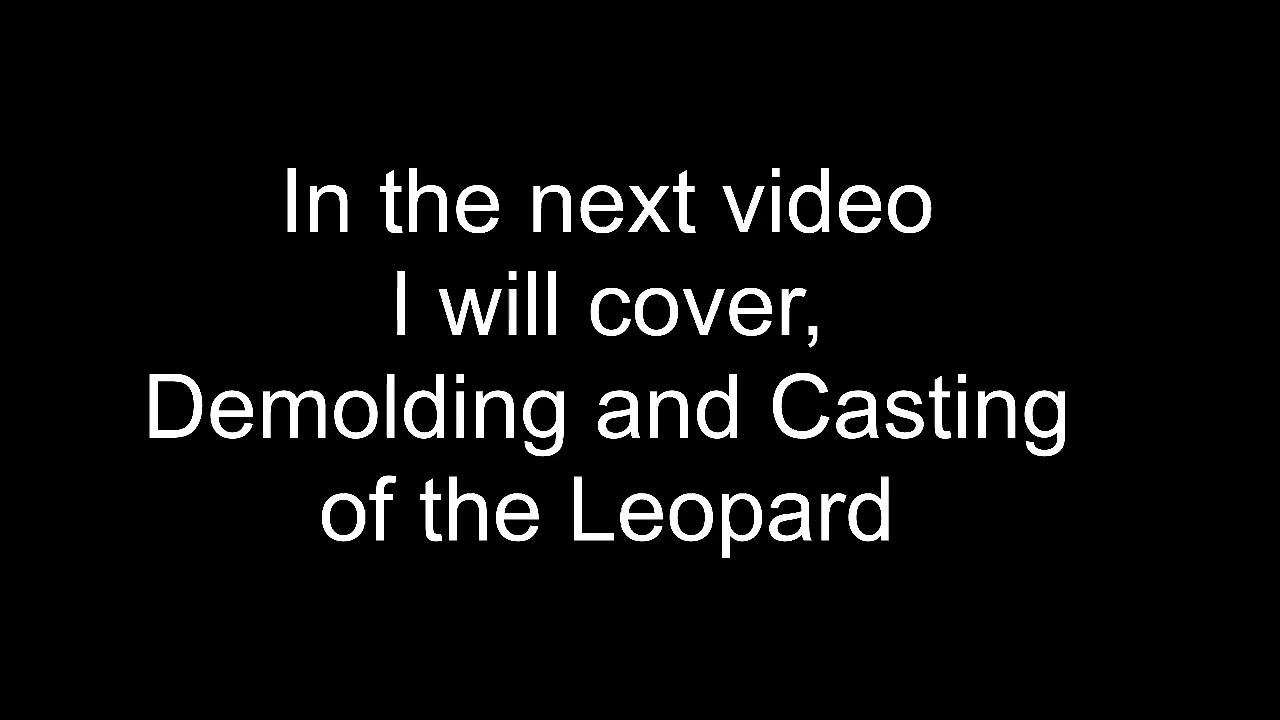 In the next video
I will cover,
Demolding and Casting
of the Leopard